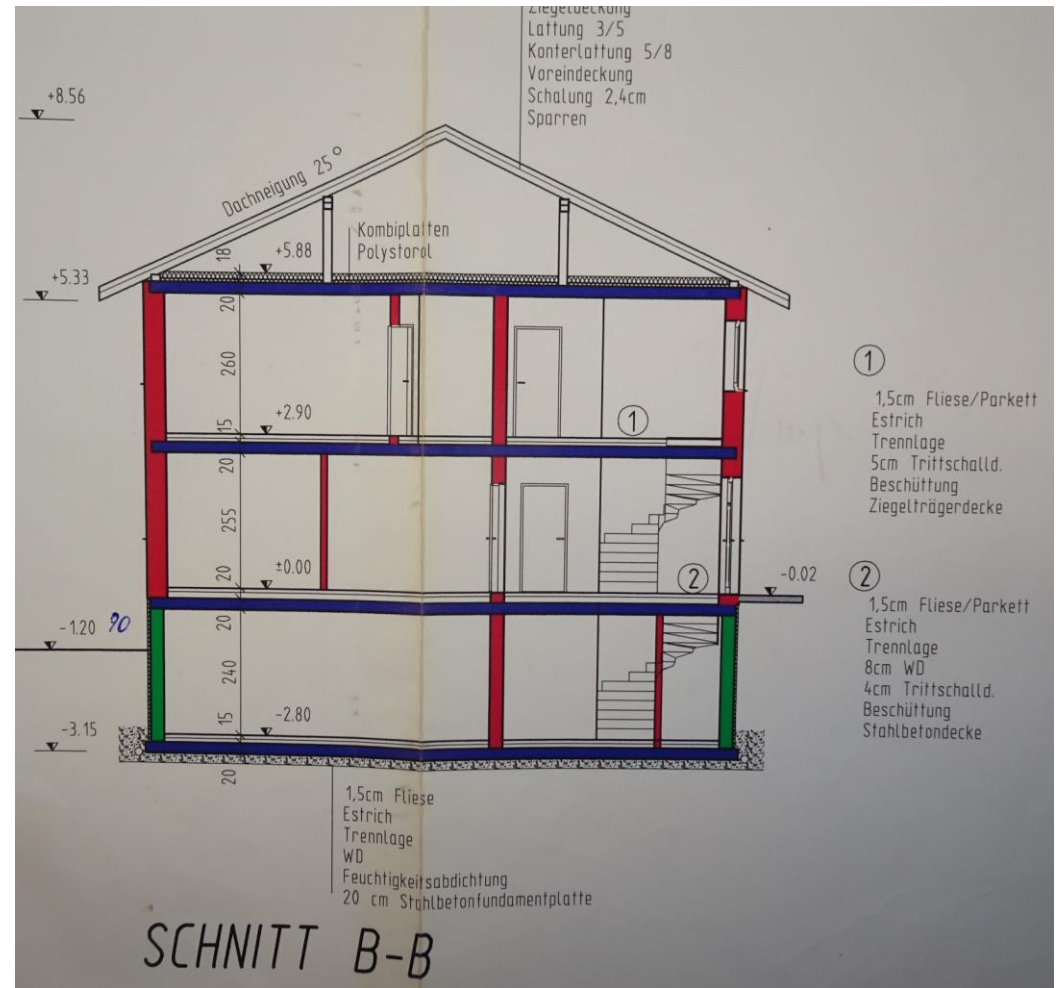 Ziegeldeckung
Lattung 3/5
Konterlattung 5/8
Voreindeckung
Schalung 2,4cm
Sparren
+8.56
Dachneigung 25°
Kombiplatten
Polystorol
+5.88
18
+5.33
20
260
+2.90
15
1
20
255
±0.00
20
2
-0.02
-1.20 90
20
240
-2.80
15
-3.15
20
1
1,5cm Fliese/Parkett
Estrich
Trennlage
5cm Trittschalld.
Beschüttung
Ziegelträgerdecke
2
1,5cm Fliese/Parkett
Estrich
Trennlage
8cm WD
4cm Trittschalld.
Beschüttung
Stahlbetondecke
1,5cm Fliese
Estrich
Trennlage
WD
Feuchtigkeitsabdichtung
20 cm Stahlbetonfundamentplatte
SCHNITT B-B